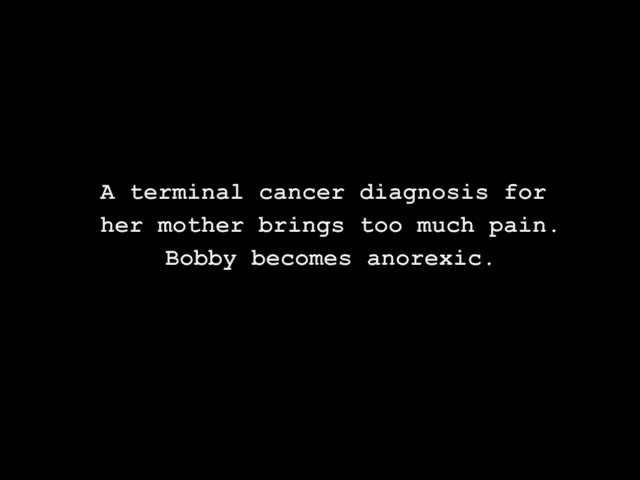 A terminal cancer diagnosis for
her mother brings too much pain.
Bobby becomes anorexic.